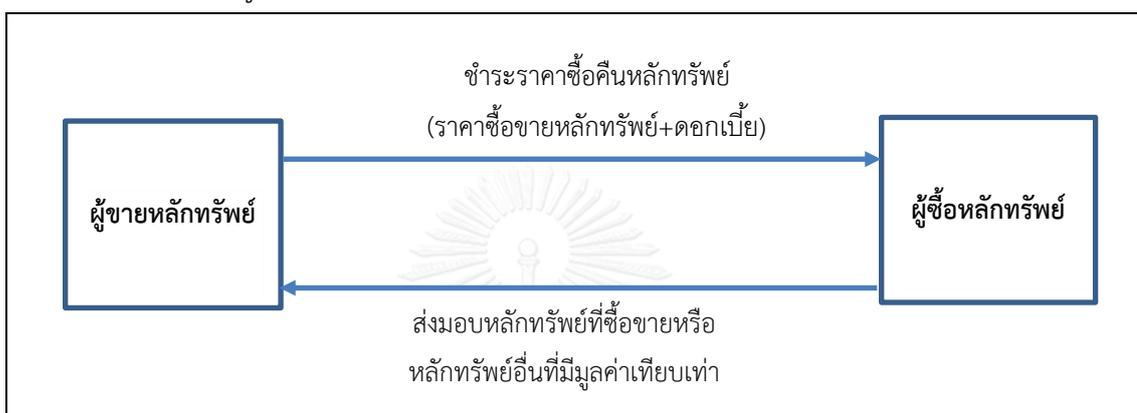 ชำระราคาซื้อคืนหลักทรัพย์
(ราคาซื้อขายหลักทรัพย์+ดอกเบี้ย)
ผู้ขายหลักทรัพย์
ผู้ซื้อหลักทรัพย์
ส่งมอบหลักทรัพย์ที่ซื้อขายหรือ
หลักทรัพย์อื่นที่มีมูลค่าเทียบเท่า